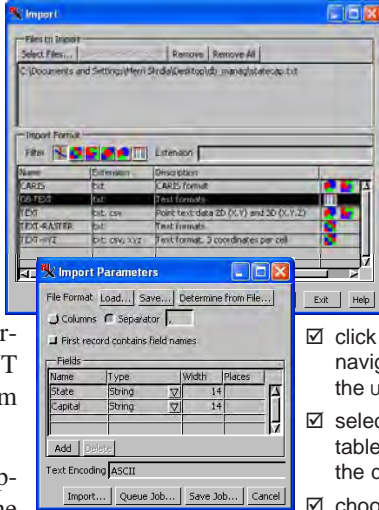 Import
Files to Import
Select Files... Remove Remove All
C:\Documents and Settings\Merri Skrdla\Desktop\db_manag\statecap.txt
Import Format
Filter Extension
Name Extension Description
CARIS txt CARIS format
DB-TEXT txt Text formats
TEXT txt, csv Point text data 2D (X,Y) and 3D (X,Y,Z)
TEXT-RASTER txt Text formats
TEXT-XYZ txt, csv, xyz Text format, 3 coordinates per cell
Exit Help
Import Parameters
File Format Load... Save... Determine from File...
Columns Separator ,
First record contains field names
Fields
Name Type Width Places
State String 14
Capital String 14
Add Delete
Text Encoding ASCII
Import... Queue Job... Save Job... Cancel
r-
T
m
p-
☑ click
navig
the u
☑ selec
table
the d
☑ choo